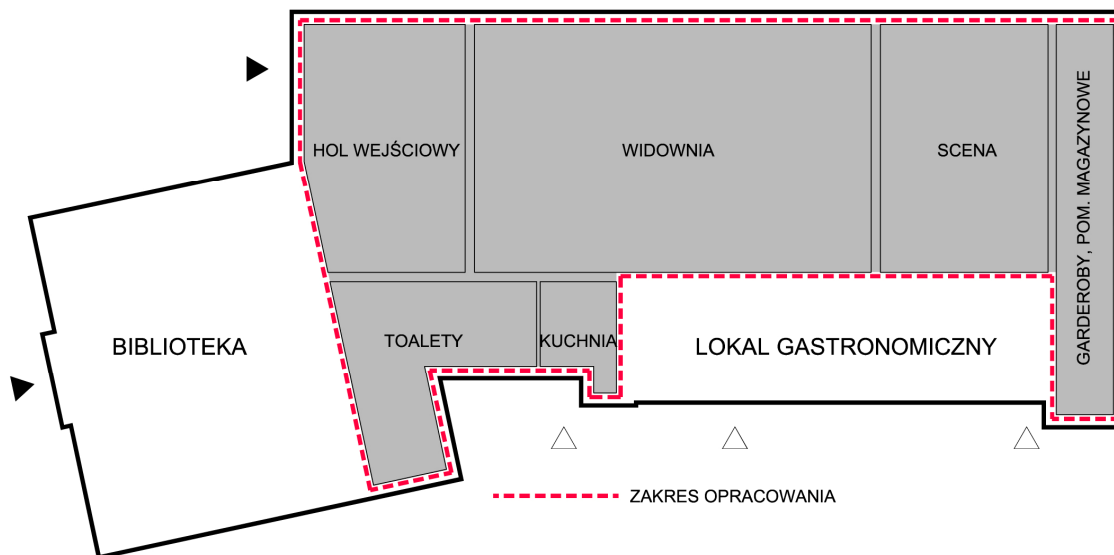 HOL WEJŚCIOWY
WIDOWNIA
SCENA
GARDEROBY, POM. MAGAZYNOWE
BIBLIOTEKA
TOALETY
KUCHNIA
LOKAL GASTRONOMICZNY
ZAKRES OPRACOWANIA